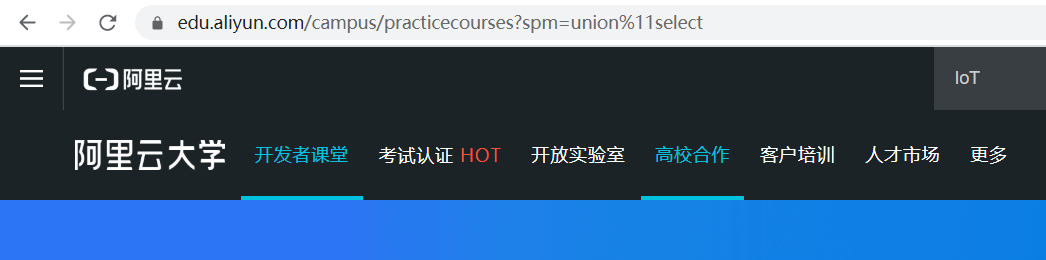 edu.aliyun.com/campus/practicecourses?spm=union%11select
阿里云
IoT
阿里云大学 开发者课堂 考试认证 HOT 开放实验室 高校合作 客户培训 人才市场 更多